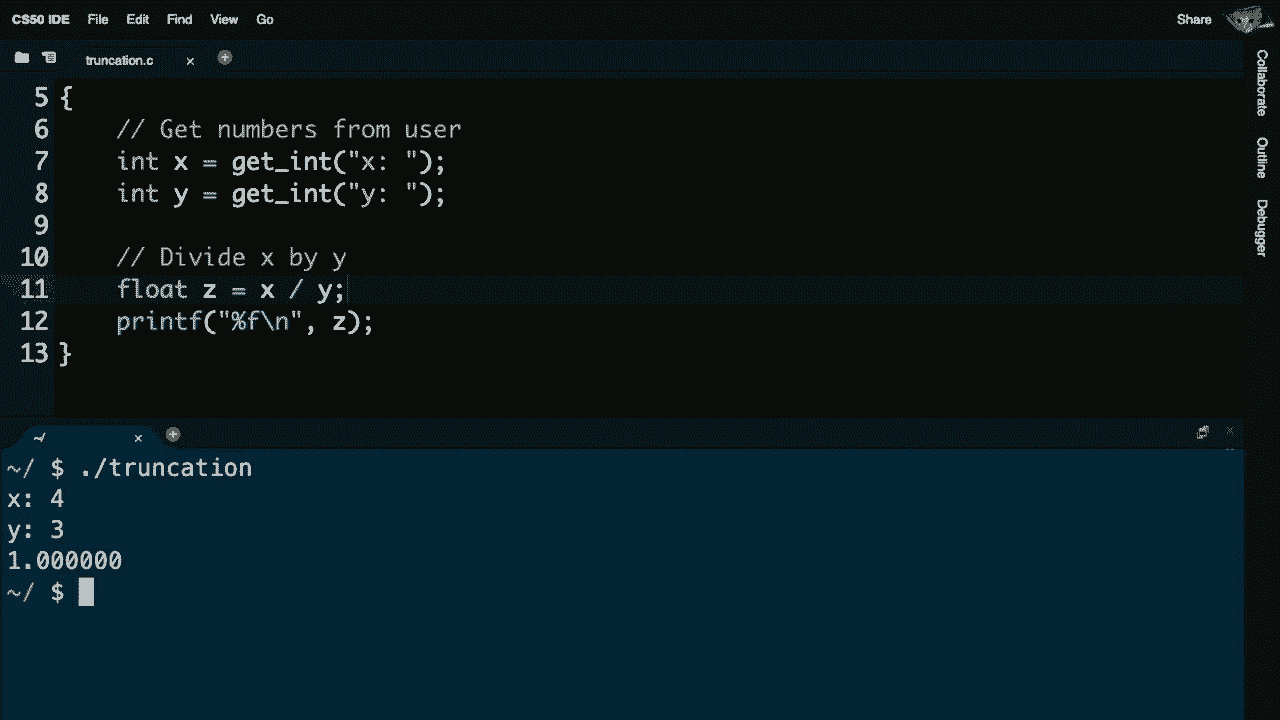 CS50 IDE File Edit Find View Go Share
truncation.c × +
5 {
6     // Get numbers from user
7     int x = get_int("x: ");
8     int y = get_int("y: ");
9
10     // Divide x by y
11     float z = x / y;
12     printf("%f\n", z);
13 }
~/ × +
~/ $ ./truncation
x: 4
y: 3
1.000000
~/ $
Collaborate
Outline
Debugger